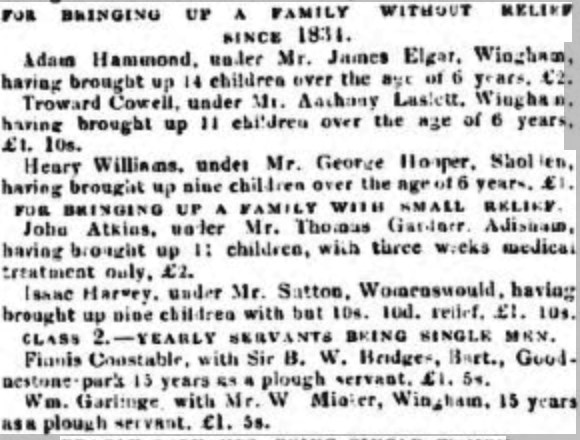 FOR BRINGING UP A FAMILY WITHOUT RELIEF
SINCE 1834.
Adam Hammond, under Mr. James Elgar, Wingham,
having brought up 14 children over the age of 6 years, £2.
Troward Cowell, under Mr. Anthony Laslett, Wingham,
having brought up 11 children over the age of 6 years,
£1. 10s.
Henry Williams, under Mr. George Hooper, Sholden,
having brought up nine children over the age of 6 years, £1.
FOR BRINGING UP A FAMILY WITH SMALL RELIEF.
John Atkins, under Mr. Thomas Gardner, Adisham,
having brought up 11 children, with three weeks medical
treatment only, £2.
Isaac Harvey, under Mr. Sutton, Womenswould, having
brought up nine children with but 10s. 10d. relief, £1. 10s.
CLASS 2.—YEARLY SERVANTS BEING SINGLE MEN.
Finnis Constable, with Sir B. W. Bridges, Bart., Good-
nestone-park 15 years as a plough servant, £1. 5s.
Wm. Garlinge, with Mr. W Minter, Wingham, 15 years
as a plough servant, £1. 5s.